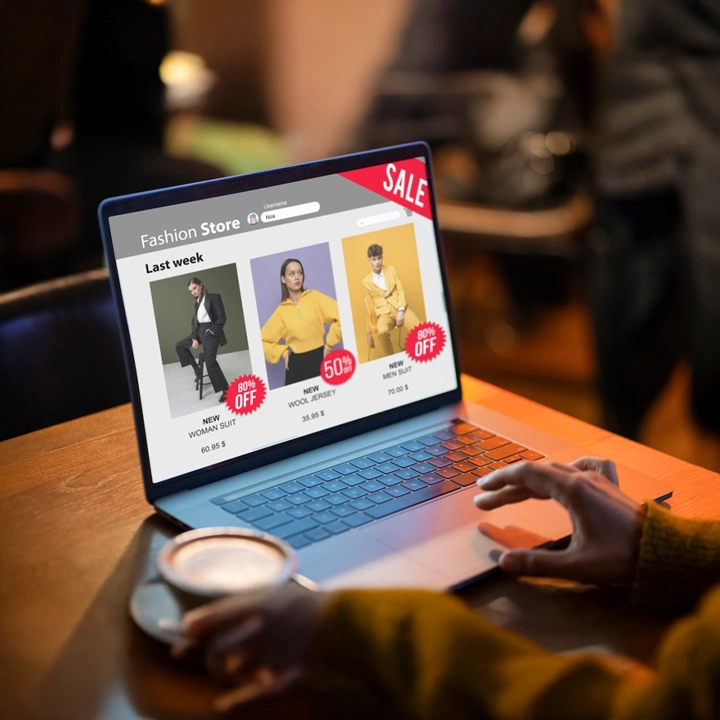 SALE
Username
Fashion Store
Noa
Last week
80%
OFF
50%
OFF
80%
OFF
NEW
WOMAN SUIT
60.95 $
NEW
WOOL JERSEY
35.95 $
NEW
MEN SUIT
70.00 $